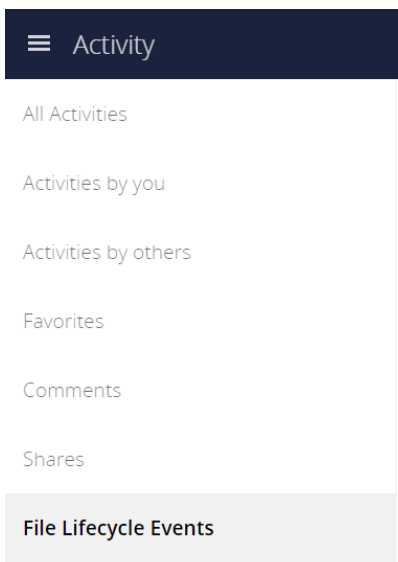 Activity
All Activities
Activities by you
Activities by others
Favorites
Comments
Shares
File Lifecycle Events